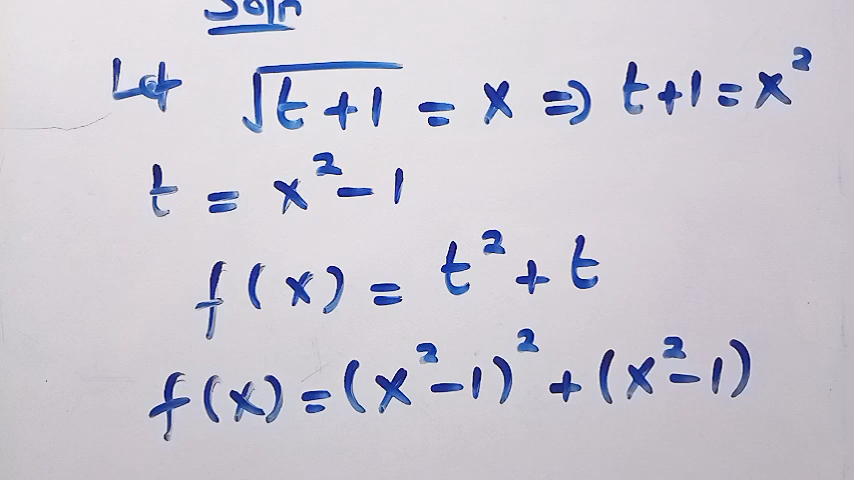 Soln
Let √(t+1) = x ⇒ t+1 = x²
t = x² - 1
f(x) = t² + t
f(x) = (x² - 1)² + (x² - 1)